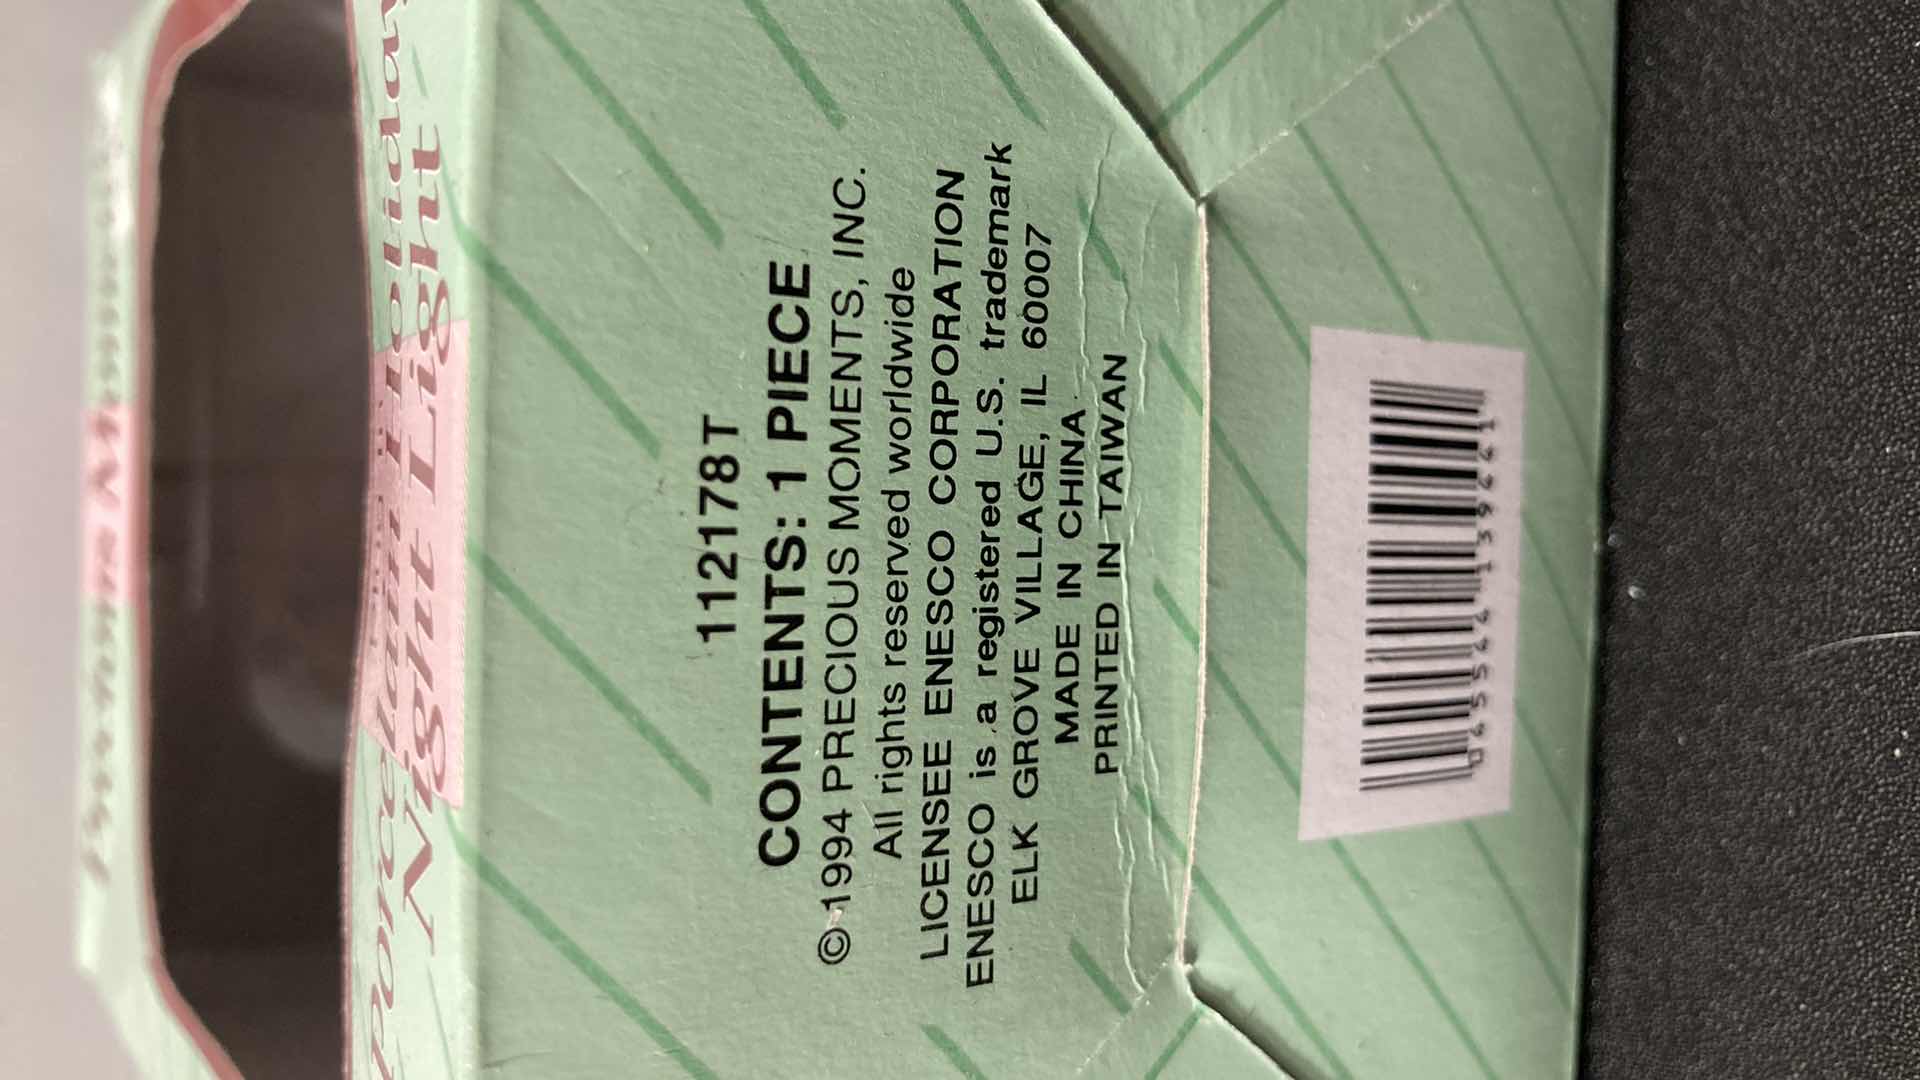 Porcelain Holiday
Night Light
112178T
CONTENTS: 1 PIECE
© 1994 PRECIOUS MOMENTS, INC.
All rights reserved worldwide
LICENSEE ENESCO CORPORATION
ENESCO is a registered U.S. trademark
ELK GROVE VILLAGE, IL 60007
MADE IN CHINA
PRINTED IN TAIWAN